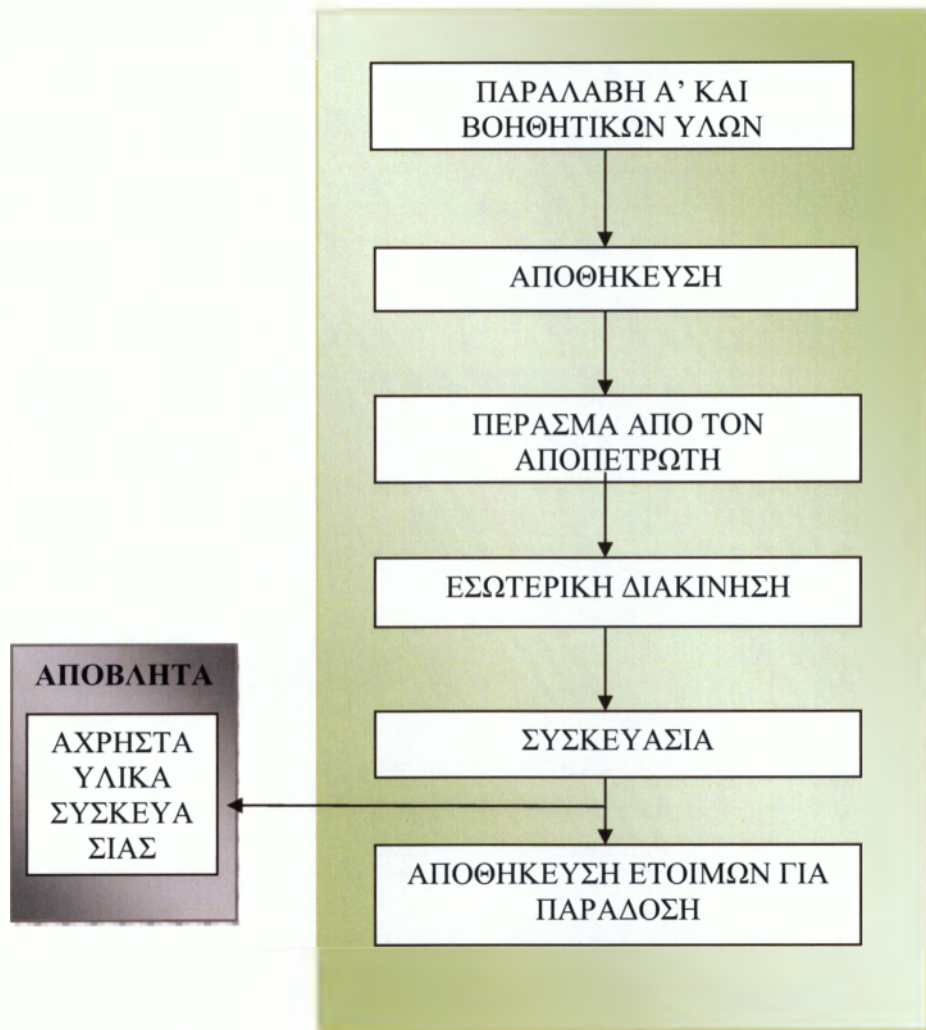 ΠΑΡΑΛΑΒΗ Α’ ΚΑΙ
ΒΟΗΘΗΤΙΚΩΝ ΥΛΩΝ
ΑΠΟΘΗΚΕΥΣΗ
ΠΕΡΑΣΜΑ ΑΠΟ ΤΟΝ
ΑΠΟΠΕΤΡΩΤΗ
ΕΣΩΤΕΡΙΚΗ ΔΙΑΚΙΝΗΣΗ
ΣΥΣΚΕΥΑΣΙΑ
ΑΠΟΒΛΗΤΑ
ΑΧΡΗΣΤΑ
ΥΛΙΚΑ
ΣΥΣΚΕΥΑ
ΣΙΑΣ
ΑΠΟΘΗΚΕΥΣΗ ΕΤΟΙΜΩΝ ΓΙΑ
ΠΑΡΑΔΟΣΗ